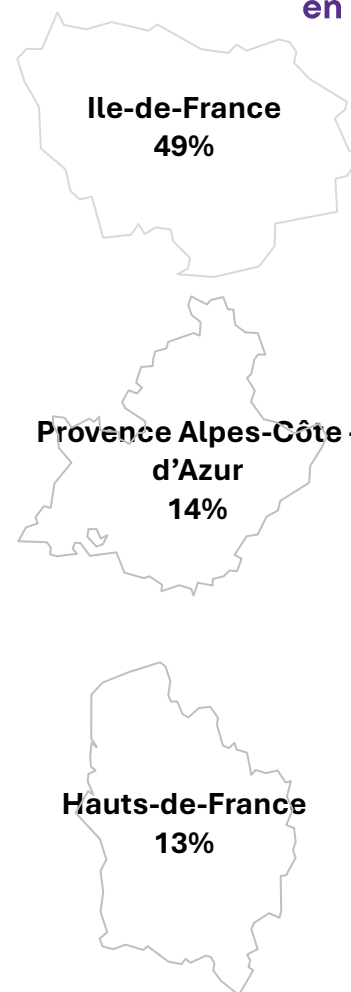 en
Ile-de-France
49%
Provence Alpes-Côte -
d’Azur
14%
Hauts-de-France
13%